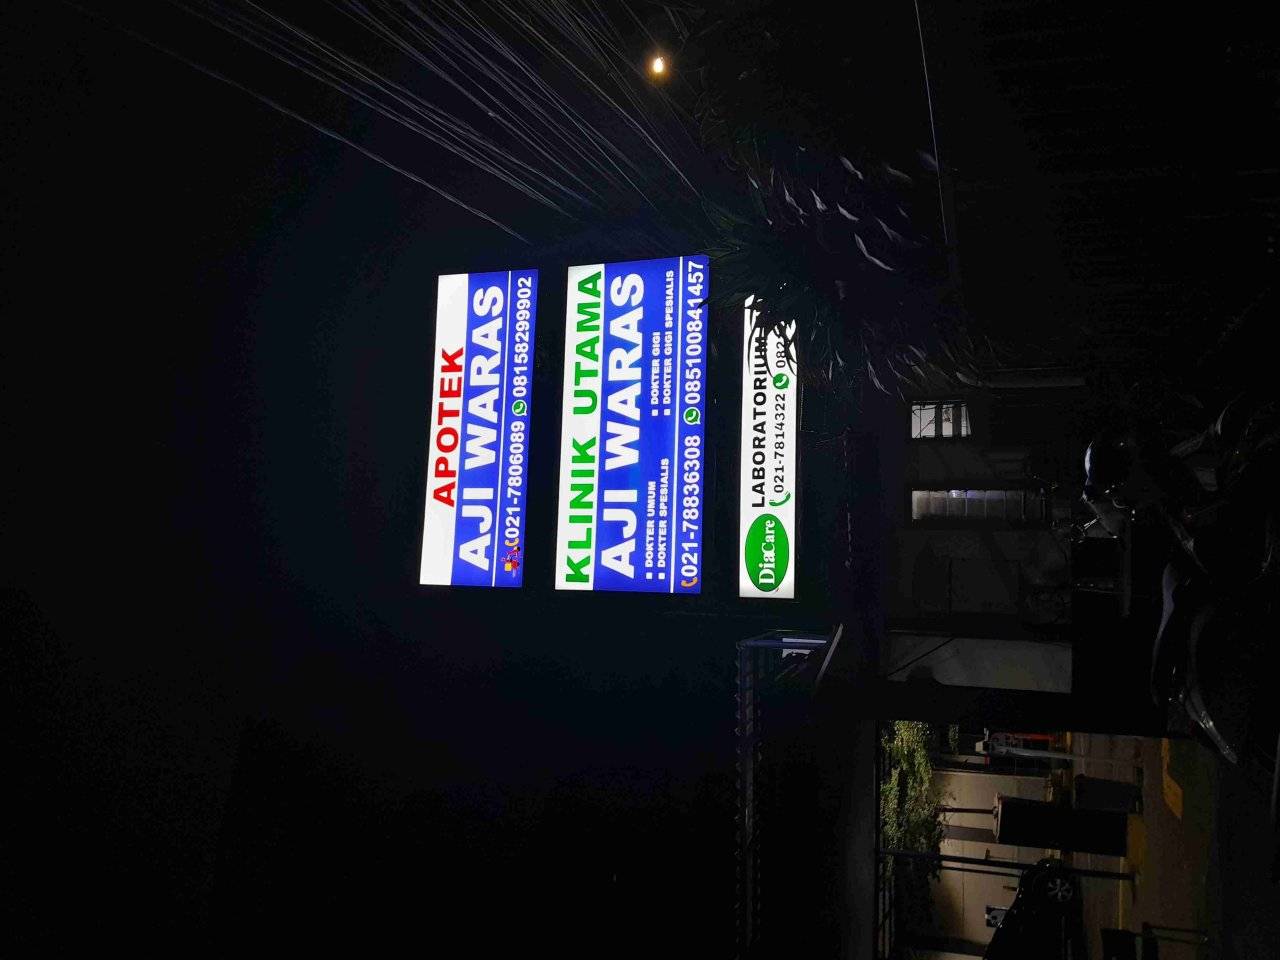 APOTEK
AJI WARAS
021-7806089 08158299902
KLINIK UTAMA
AJI WARAS
DOKTER UMUM
DOKTER SPESIALIS
DOKTER GIGI
DOKTER GIGI SPESIALIS
021-78836308 085100841457
DiaCare
LABORATORIUM
021-7814322